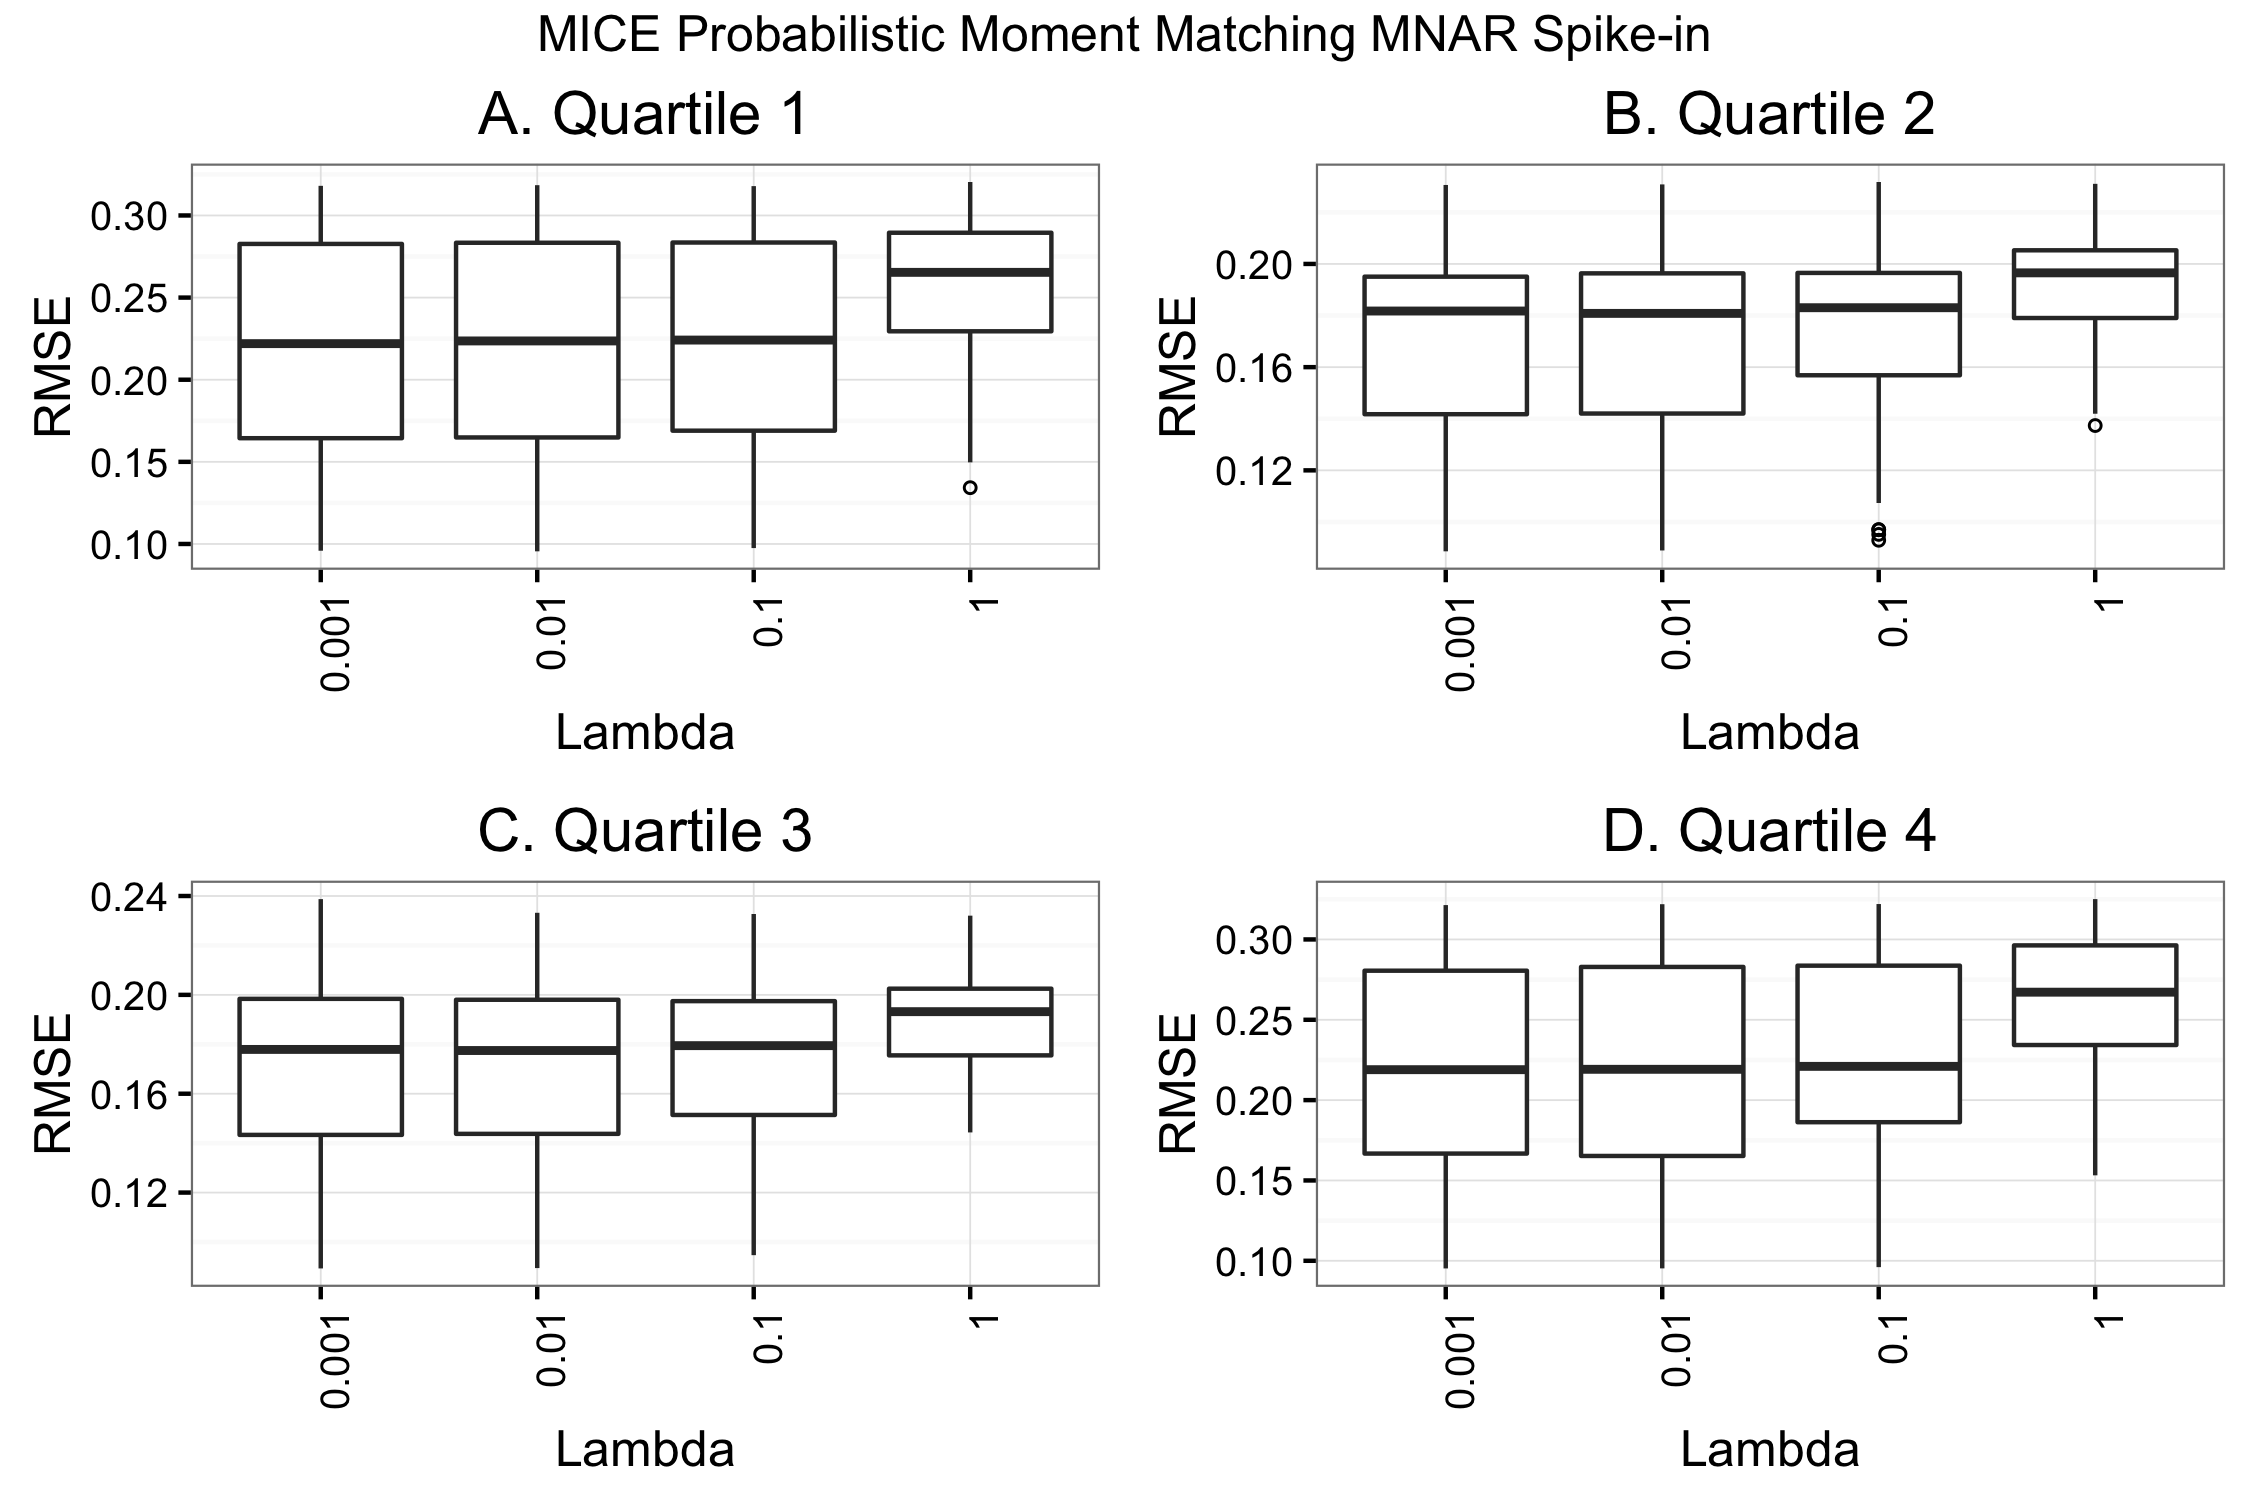 MICE Probabilistic Moment Matching MNAR Spike-in
A. Quartile 1
RMSE
0.30
0.25
0.20
0.15
0.10
0.001
0.01
0.1
1
Lambda
B. Quartile 2
RMSE
0.20
0.16
0.12
0.001
0.01
0.1
1
Lambda
C. Quartile 3
RMSE
0.24
0.20
0.16
0.12
0.001
0.01
0.1
1
Lambda
D. Quartile 4
RMSE
0.30
0.25
0.20
0.15
0.10
0.001
0.01
0.1
1
Lambda